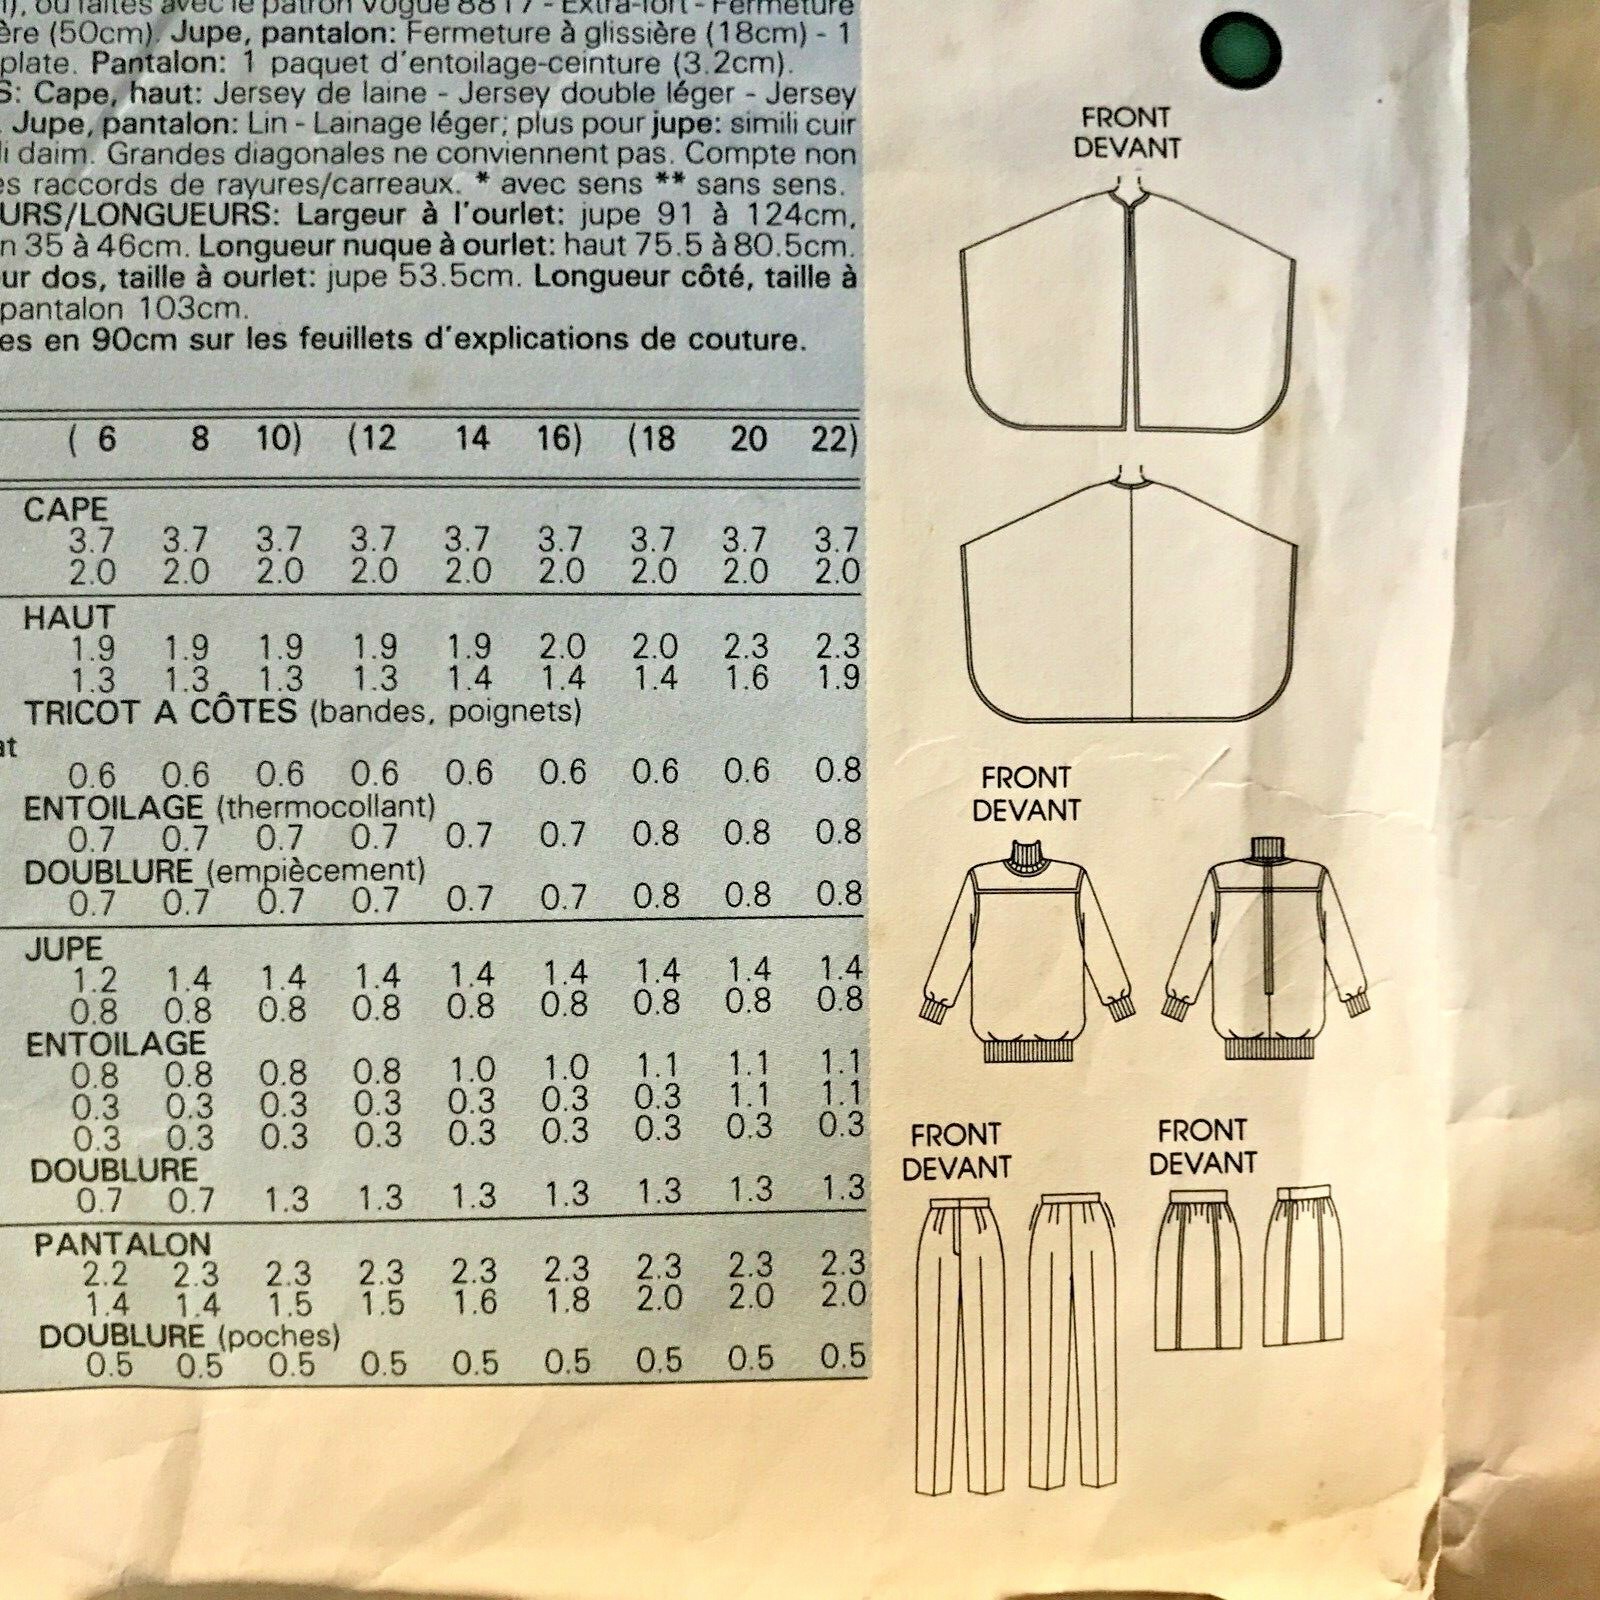 ou faites avec le patron Vogue 8817 - Extra-fort - Fermeture
(50cm). Jupe, pantalon: Fermeture à glissière (18cm) - 1
plate. Pantalon: 1 paquet d'entoilage-ceinture (3.2cm).
S: Cape, haut: Jersey de laine - Jersey double léger - Jersey
Jupe, pantalon: Lin - Lainage léger; plus pour jupe: simili cuir
daim. Grandes diagonales ne conviennent pas. Compte non
raccords de rayures/carreaux. * avec sens ** sans sens.
URS/LONGUEURS: Largeur à l'ourlet: jupe 91 à 124cm,
n 35 à 46cm. Longueur nuque à ourlet: haut 75.5 à 80.5cm.
ur dos, taille à ourlet: jupe 53.5cm. Longueur côté, taille à
pantalon 103cm.
es en 90cm sur les feuillets d'explications de couture.
( 6 8 10) (12 14 16) (18 20 22)
CAPE
3.7 3.7 3.7 3.7 3.7 3.7 3.7 3.7 3.7
2.0 2.0 2.0 2.0 2.0 2.0 2.0 2.0 2.0
HAUT
1.9 1.9 1.9 1.9 1.9 2.0 2.0 2.3 2.3
1.3 1.3 1.3 1.3 1.4 1.4 1.4 1.6 1.9
TRICOT A CÔTES (bandes, poignets)
at
0.6 0.6 0.6 0.6 0.6 0.6 0.6 0.6 0.8
ENTOILAGE (thermocollant)
0.7 0.7 0.7 0.7 0.7 0.7 0.8 0.8 0.8
DOUBLURE (empiècement)
0.7 0.7 0.7 0.7 0.7 0.7 0.8 0.8 0.8
JUPE
1.2 1.4 1.4 1.4 1.4 1.4 1.4 1.4 1.4
0.8 0.8 0.8 0.8 0.8 0.8 0.8 0.8 0.8
ENTOILAGE
0.8 0.8 0.8 0.8 1.0 1.0 1.1 1.1 1.1
0.3 0.3 0.3 0.3 0.3 0.3 0.3 1.1 1.1
0.3 0.3 0.3 0.3 0.3 0.3 0.3 0.3 0.3
DOUBLURE
0.7 0.7 1.3 1.3 1.3 1.3 1.3 1.3 1.3
PANTALON
2.2 2.3 2.3 2.3 2.3 2.3 2.3 2.3 2.3
1.4 1.4 1.5 1.5 1.6 1.8 2.0 2.0 2.0
DOUBLURE (poches)
0.5 0.5 0.5 0.5 0.5 0.5 0.5 0.5 0.5
FRONT
DEVANT
FRONT
DEVANT
FRONT
DEVANT
FRONT
DEVANT